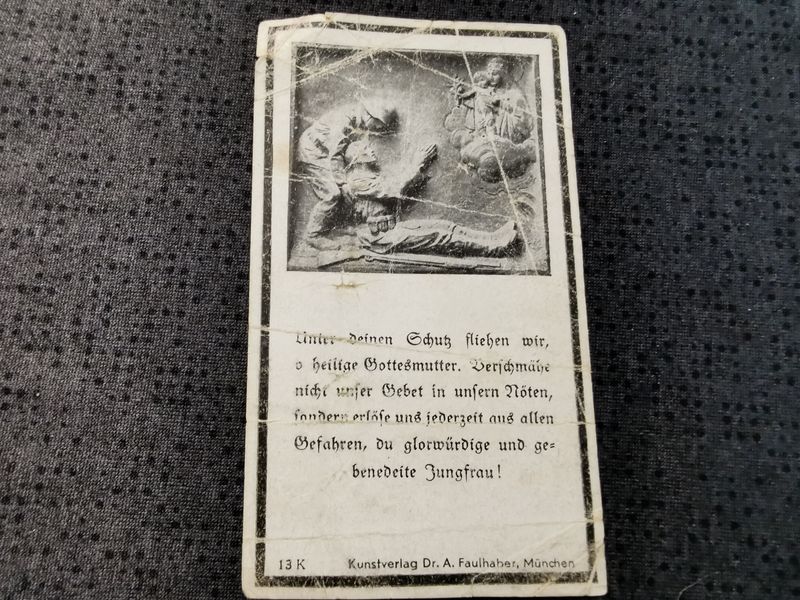 Unter deinen Schutz fliehen wir,
o heilige Gottesmutter. Verschmähe
nicht unser Gebet in unsern Nöten,
sondern erlöse uns jederzeit aus allen
Gefahren, du glorwürdige und ge-
benedeite Jungfrau!
13 K Kunstverlag Dr. A. Faulhaber, München